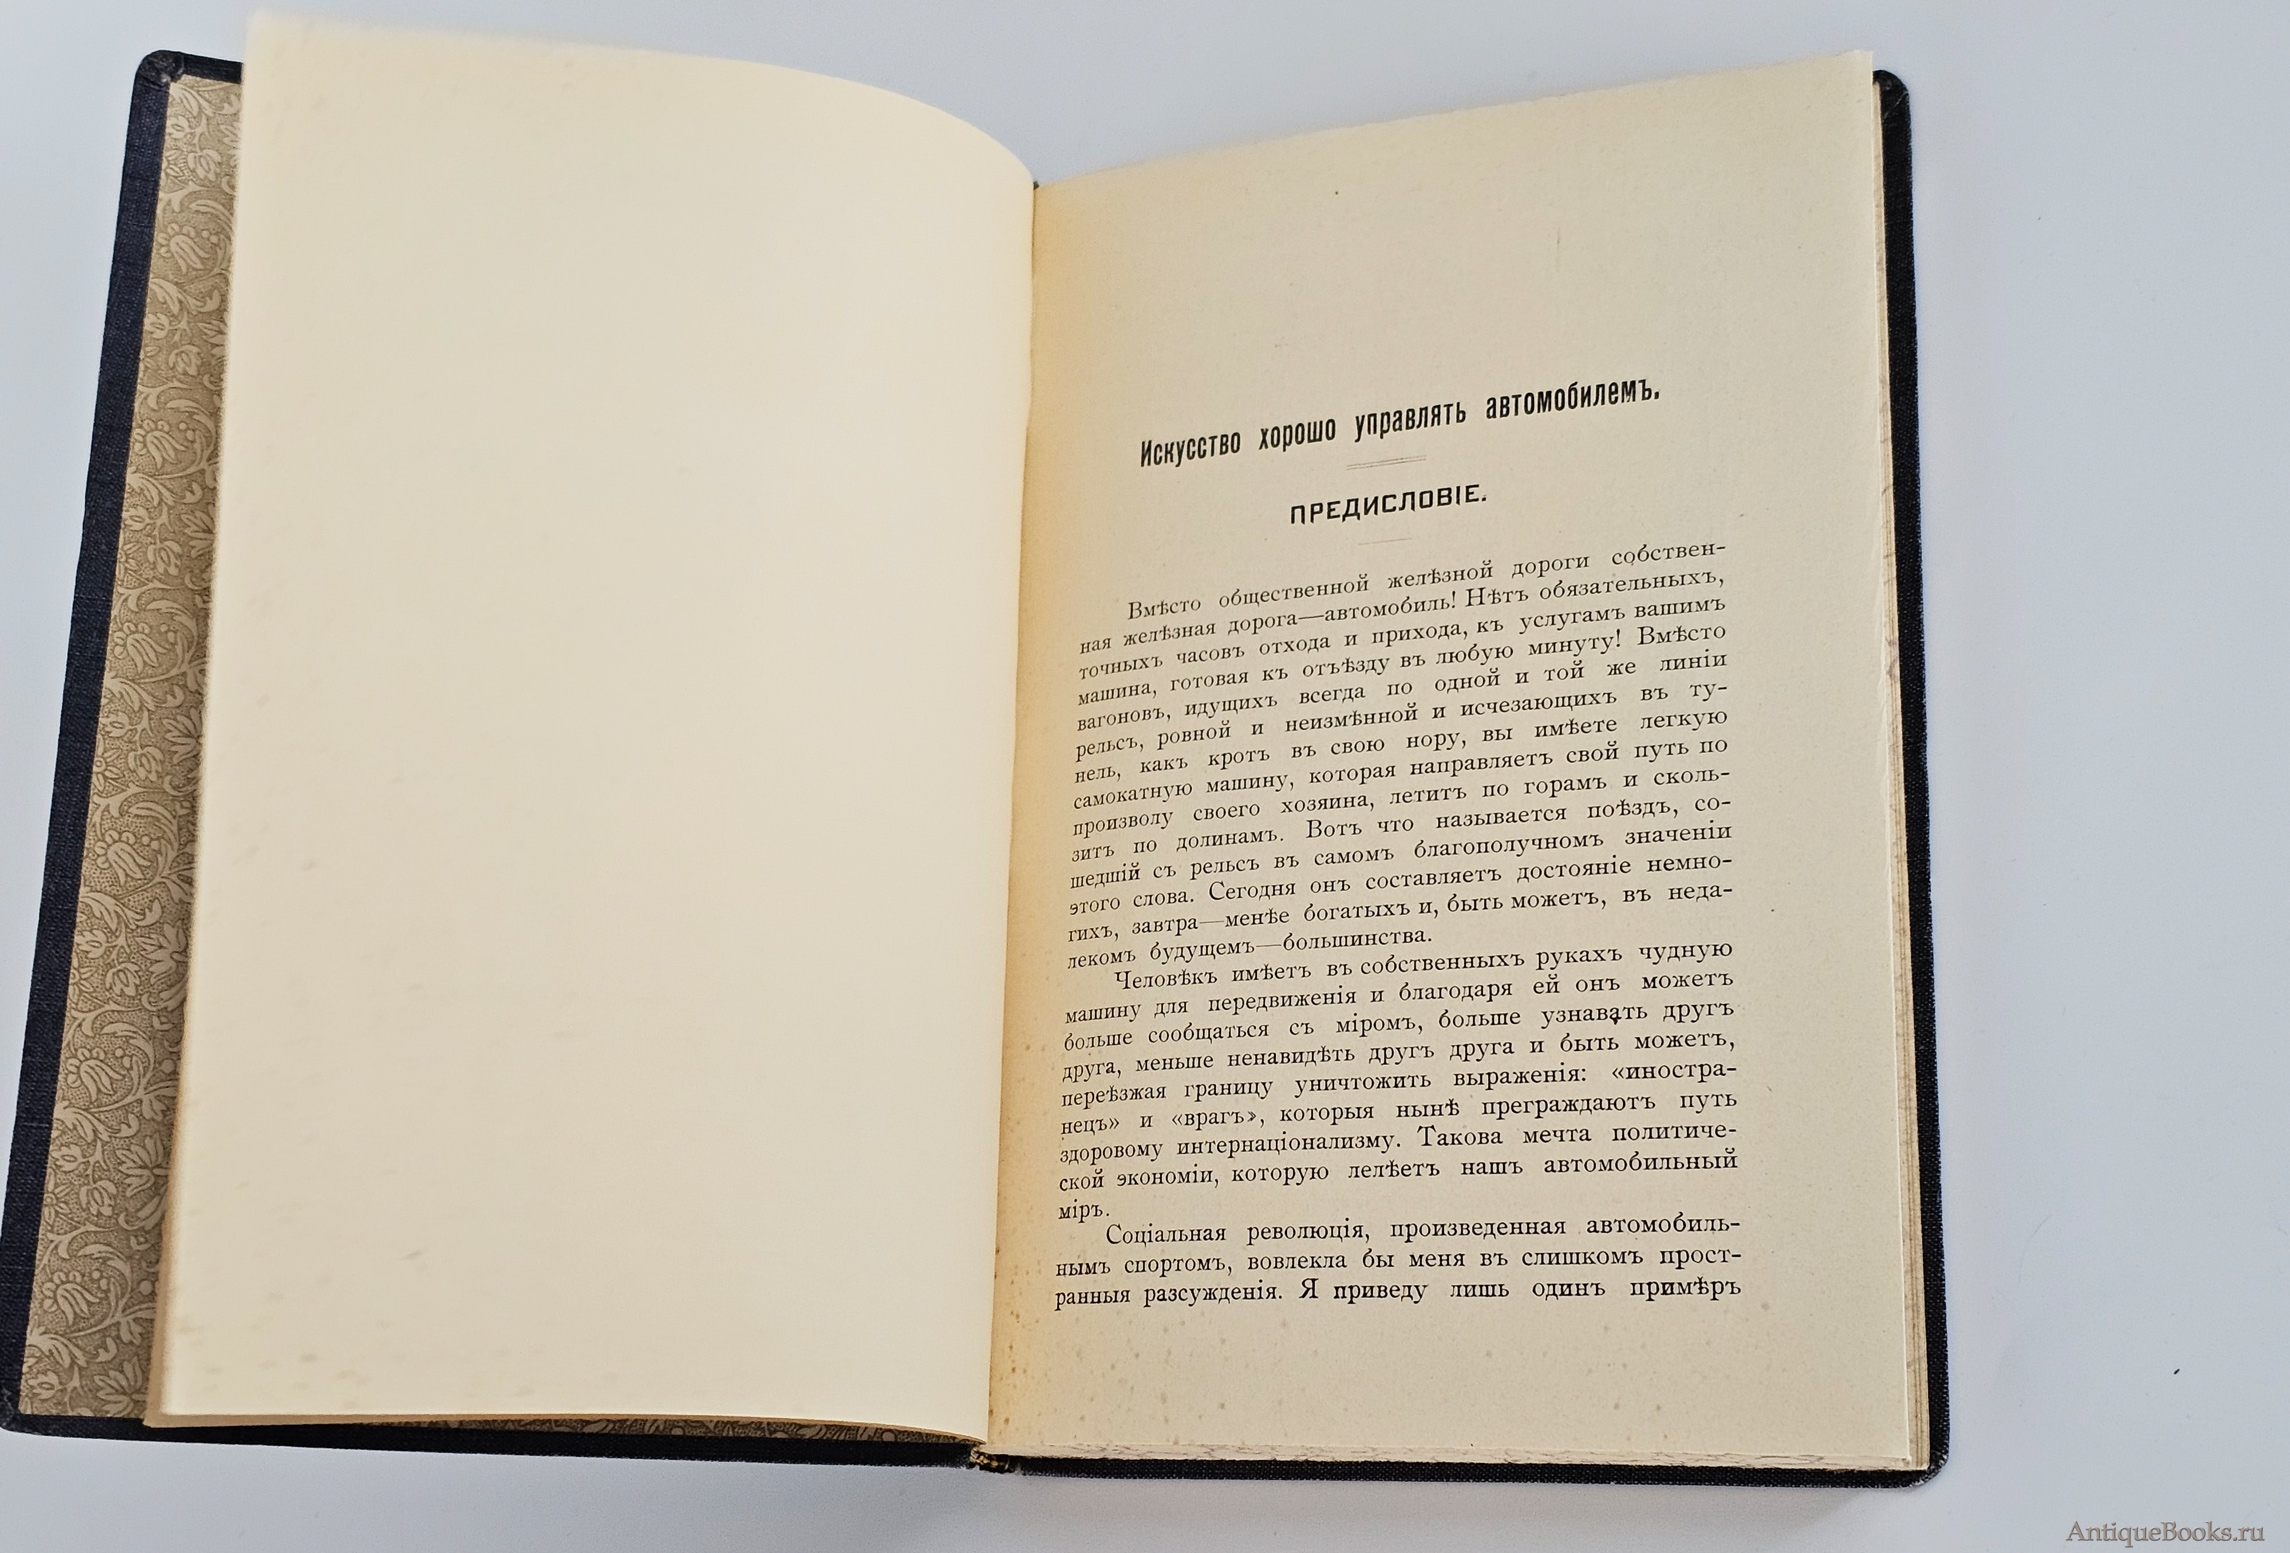 Искусство хорошо управлять автомобилемъ.
ПРЕДИСЛОВІЕ.
Вмѣсто общественной желѣзной дороги собствен-
ная желѣзная дорога—автомобиль! Нѣтъ обязательныхъ,
точныхъ часовъ отхода и прихода, къ услугамъ вашимъ
машина, готовая къ отъѣзду въ любую минуту! Вмѣсто
вагоновъ, идущихъ всегда по одной и той же линіи
рельсъ, ровной и неизмѣнной и исчезающихъ въ ту-
нель, какъ кротъ въ свою нору, вы имѣете легкую
самокатную машину, которая направляетъ свой путь по
произволу своего хозяина, летитъ по горамъ и сколь-
зитъ по долинамъ. Вотъ что называется поѣздъ, со-
шедшій съ рельсъ въ самомъ благополучномъ значеніи
этого слова. Сегодня онъ составляетъ достояніе немно-
гихъ, завтра—менѣе богатыхъ и, быть можетъ, въ неда-
лекомъ будущемъ—большинства.
Человѣкъ имѣетъ въ собственныхъ рукахъ чудную
машину для передвиженія и благодаря ей онъ можетъ
больше сообщаться съ міромъ, больше узнавать другъ
друга, меньше ненавидѣть другъ друга и быть можетъ,
переѣзжая границу уничтожить выраженія: «иностра-
нецъ» и «врагъ», которыя нынѣ преграждаютъ путь
здоровому интернаціонализму. Такова мечта политиче-
ской экономіи, которую лелѣетъ нашъ автомобильный
міръ.
Соціальная революція, произведенная автомобиль-
нымъ спортомъ, вовлекла бы меня въ слишкомъ прост-
ранныя разсужденія. Я приведу лишь одинъ примѣръ
AntiqueBooks.ru